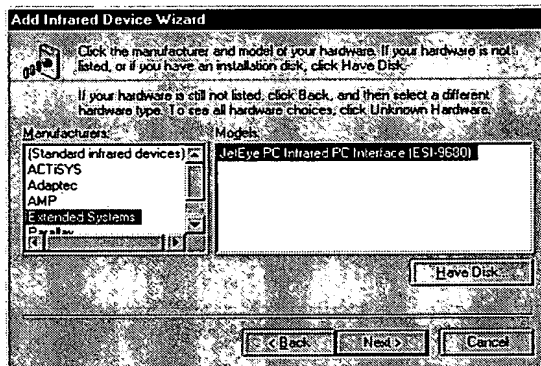 Add Infrared Device Wizard
Click the manufacturer and model of your hardware. If your hardware is not
listed, or if you have an installation disk, click Have Disk.
If your hardware is still not listed, click Back, and then select a different
hardware type. To see all hardware choices, click Unknown Hardware.
Manufacturers:
(Standard infrared devices)
ACTiSYS
Adaptec
AMP
Extended Systems
Parallax
Models:
JetEye PC Infrared PC Interface (ESI-9680)
Have Disk...
< Back
Next >
Cancel